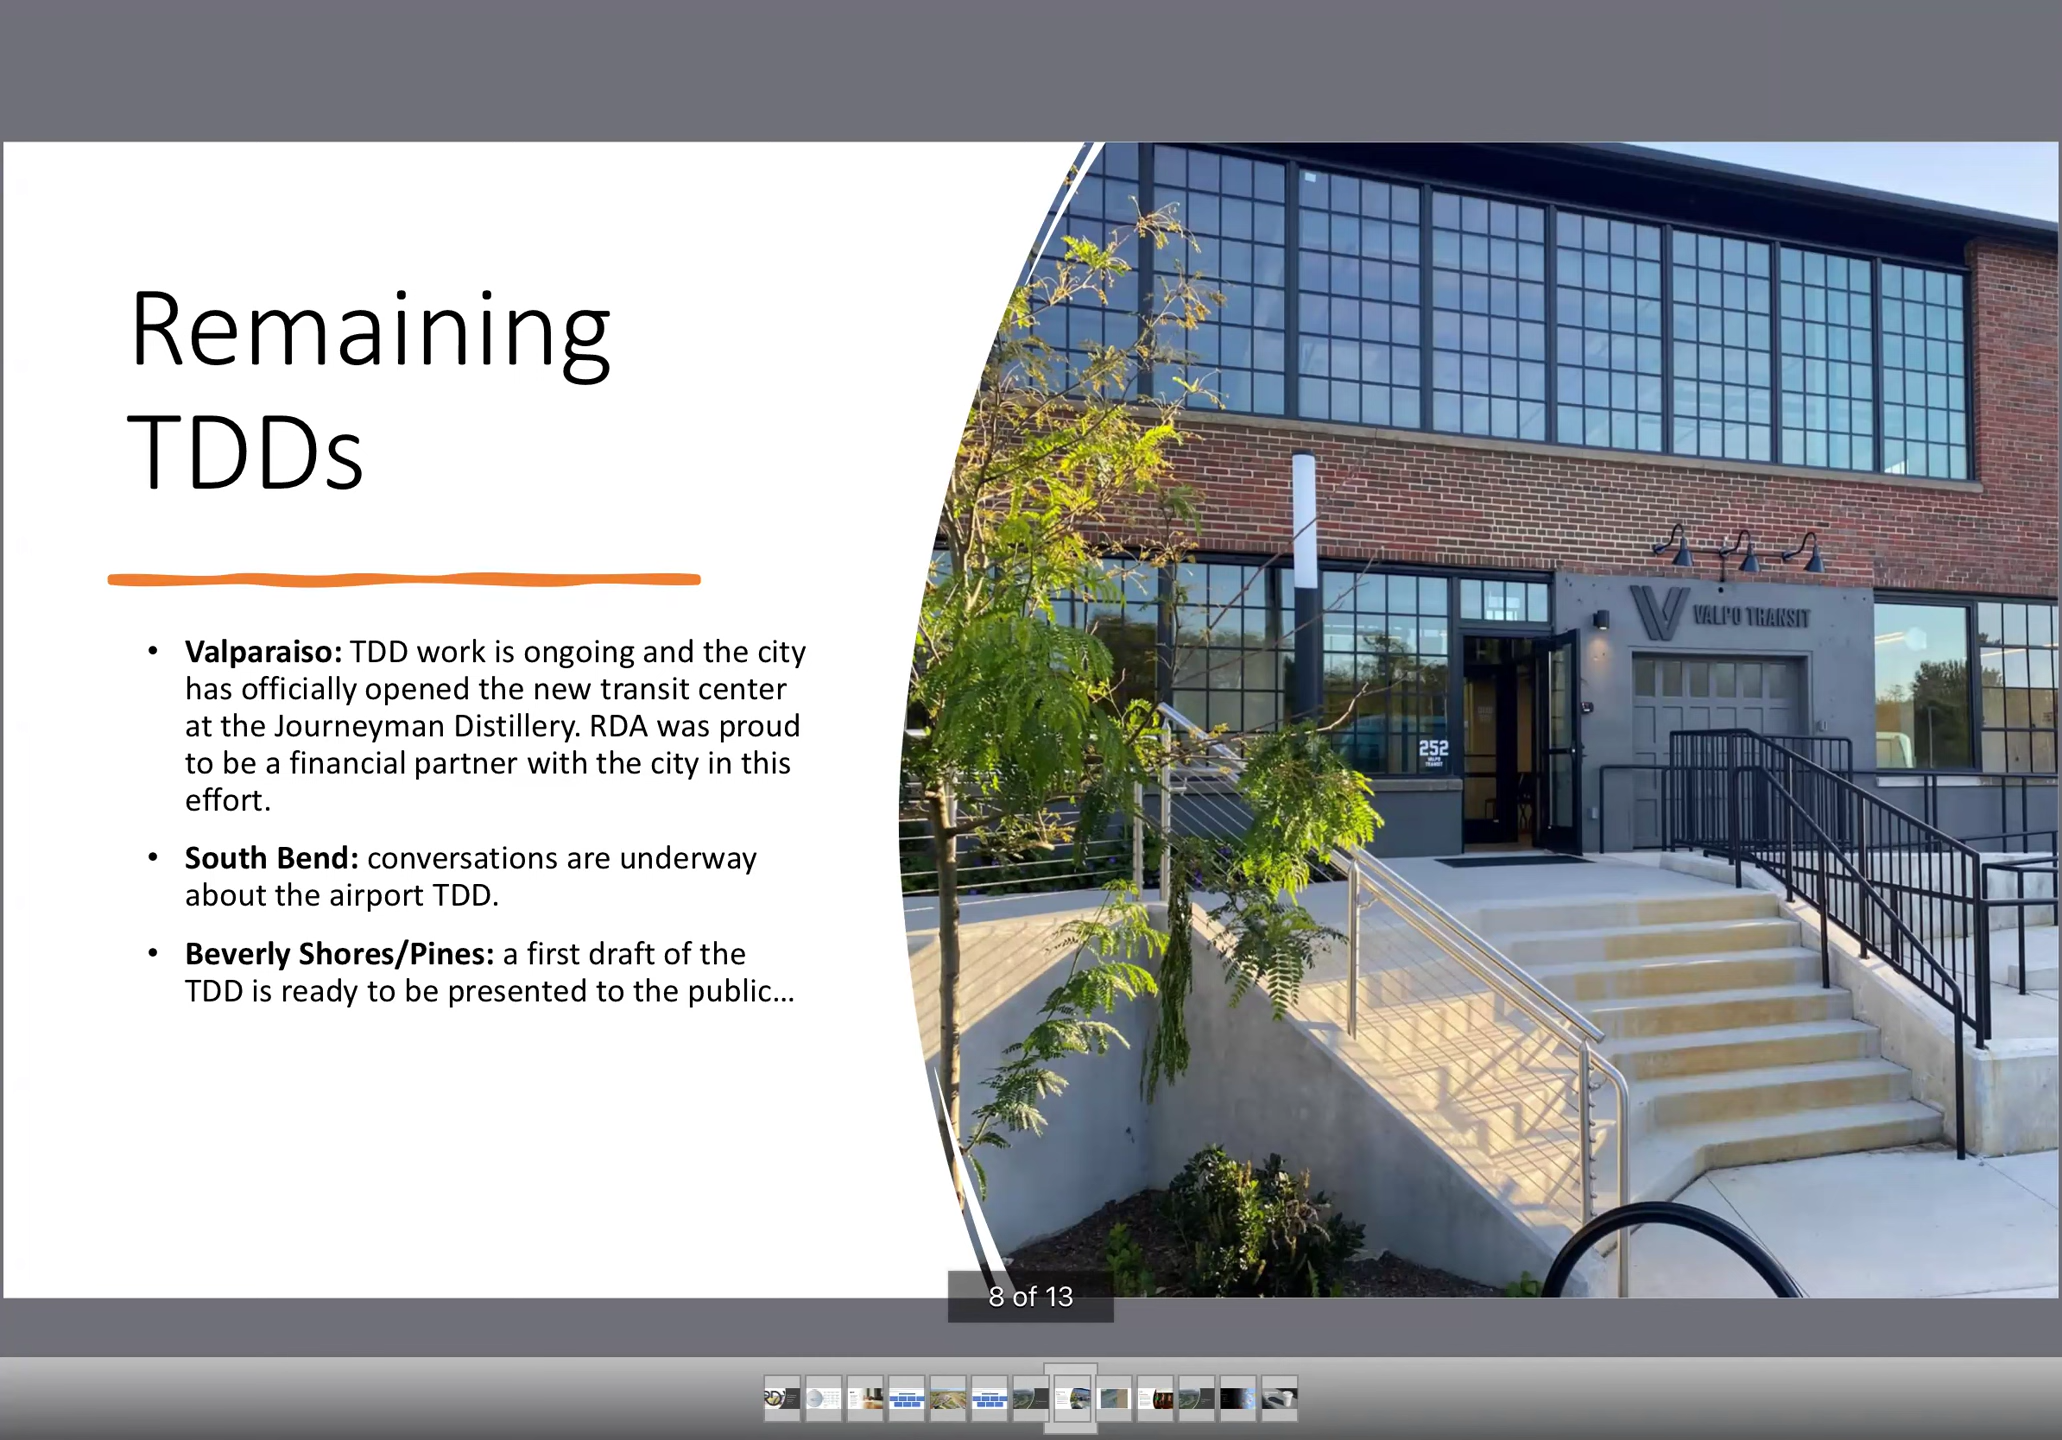 Remaining
TDDs
• Valparaiso: TDD work is ongoing and the city
has officially opened the new transit center
at the Journeyman Distillery. RDA was proud
to be a financial partner with the city in this
effort.
• South Bend: conversations are underway
about the airport TDD.
• Beverly Shores/Pines: a first draft of the
TDD is ready to be presented to the public…
VALPO TRANSIT
252
VALPO
TRANSIT
8 of 13